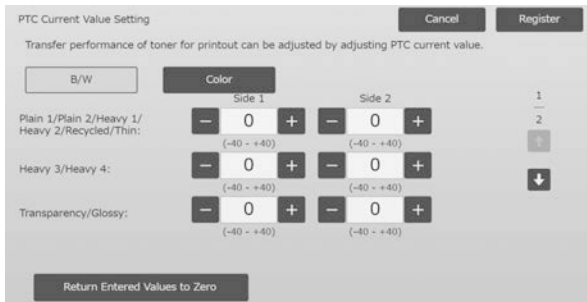 PTC Current Value Setting Cancel Register
Transfer performance of toner for printout can be adjusted by adjusting PTC current value.
B/W Color
Side 1 Side 2
1
2
Plain 1/Plain 2/Heavy 1/
Heavy 2/Recycled/Thin:
− 0 + − 0 +
(-40 - +40) (-40 - +40)
Heavy 3/Heavy 4:
− 0 + − 0 +
(-40 - +40) (-40 - +40)
Transparency/Glossy:
− 0 + − 0 +
(-40 - +40) (-40 - +40)
Return Entered Values to Zero